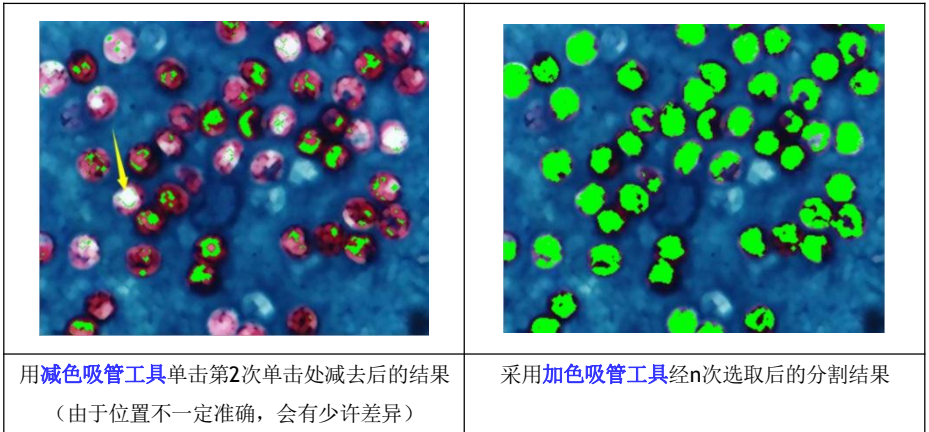 用减色吸管工具单击第2次单击处减去后的结果
（由于位置不一定准确，会有少许差异）
采用加色吸管工具经n次选取后的分割结果